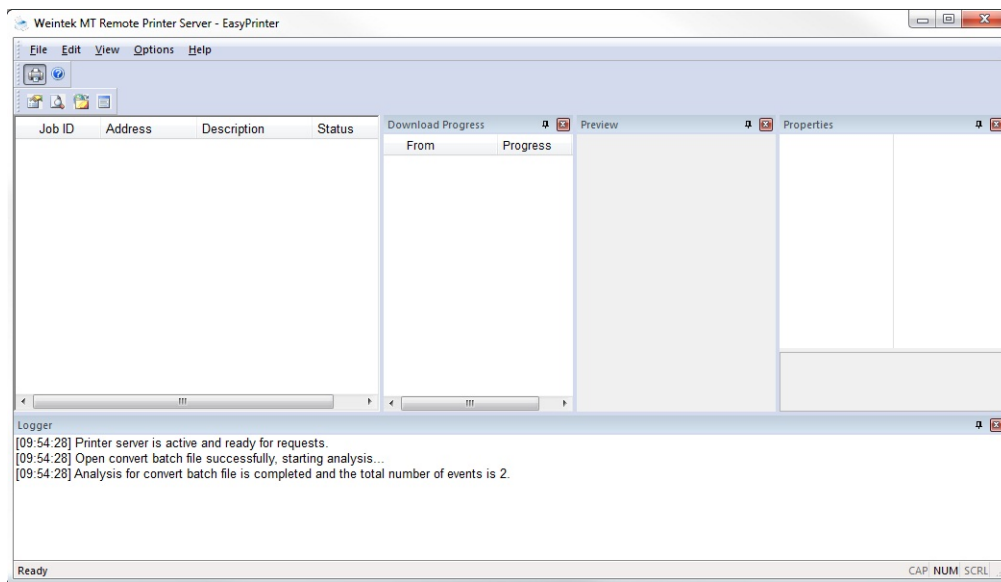 Weintek MT Remote Printer Server - EasyPrinter
File Edit View Options Help
Job ID Address Description Status
Download Progress
From Progress
Preview
Properties
Logger
[09:54:28] Printer server is active and ready for requests.
[09:54:28] Open convert batch file successfully, starting analysis...
[09:54:28] Analysis for convert batch file is completed and the total number of events is 2.
Ready
CAP NUM SCRL